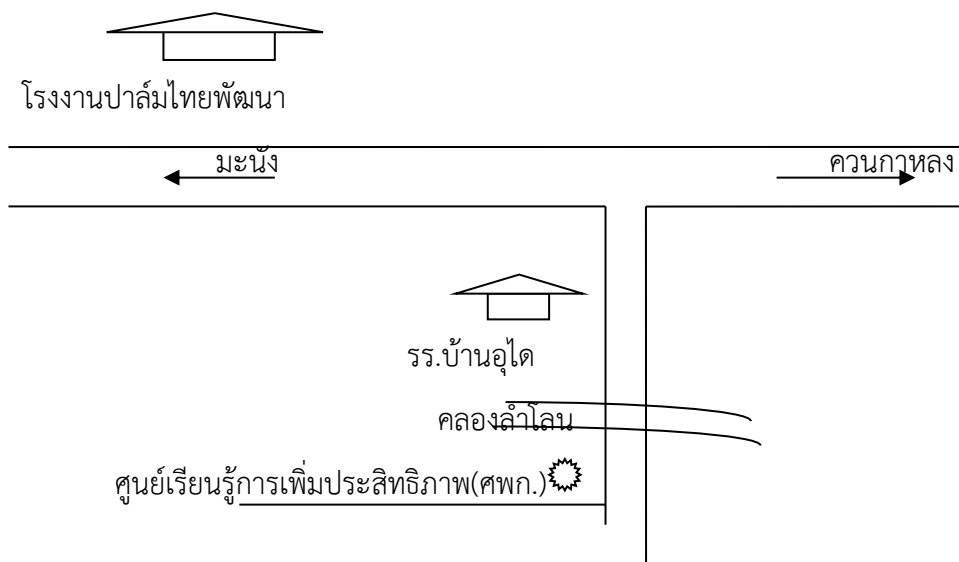 โรงงานปาล์มไทยพัฒนา
มะนัง
ควนกาหลง
รร.บ้านอุได
คลองลำโลน
ศูนย์เรียนรู้การเพิ่มประสิทธิภาพ(ศพก.)